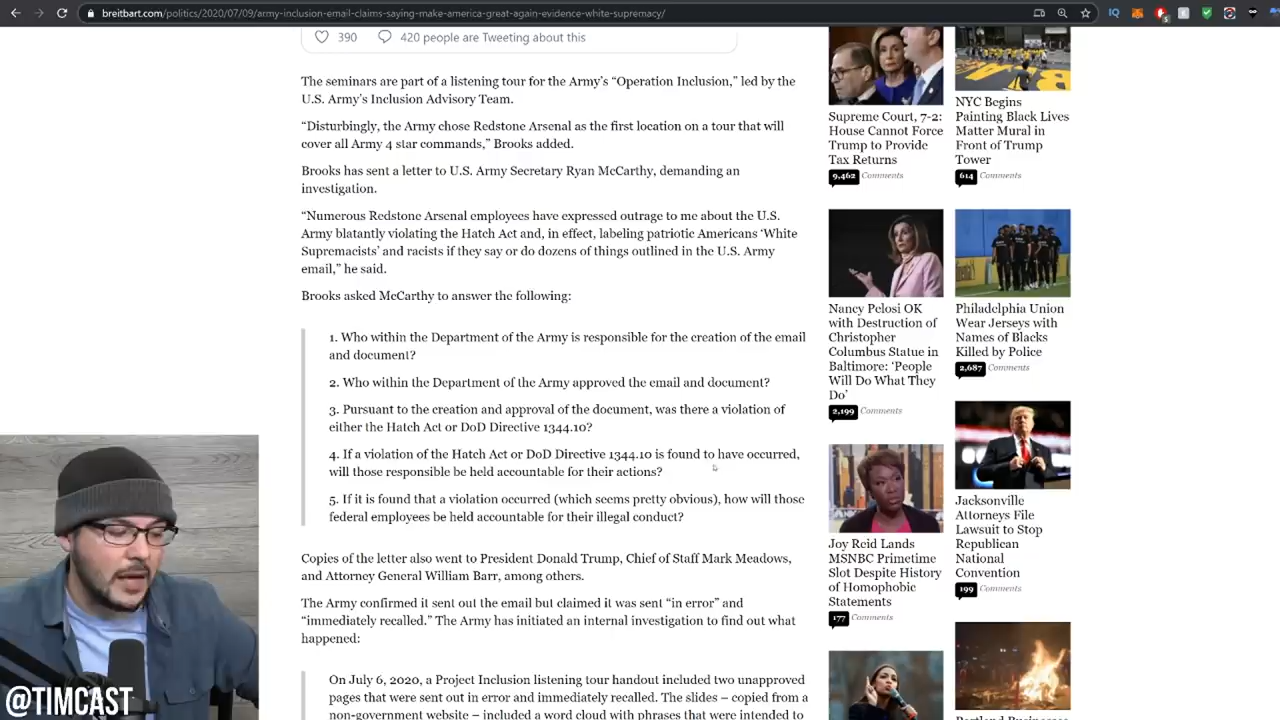 breitbart.com/politics/2020/07/09/army-inclusion-email-claims-saying-make-america-great-again-evidence-white-supremacy/
390
420 people are Tweeting about this
The seminars are part of a listening tour for the Army's “Operation Inclusion,” led by the
U.S. Army's Inclusion Advisory Team.
“Disturbingly, the Army chose Redstone Arsenal as the first location on a tour that will
cover all Army 4 star commands,” Brooks added.
Brooks has sent a letter to U.S. Army Secretary Ryan McCarthy, demanding an
investigation.
“Numerous Redstone Arsenal employees have expressed outrage to me about the U.S.
Army blatantly violating the Hatch Act and, in effect, labeling patriotic Americans ‘White
Supremacists’ and racists if they say or do dozens of things outlined in the U.S. Army
email,” he said.
Brooks asked McCarthy to answer the following:
1. Who within the Department of the Army is responsible for the creation of the email
and document?
2. Who within the Department of the Army approved the email and document?
3. Pursuant to the creation and approval of the document, was there a violation of
either the Hatch Act or DoD Directive 1344.10?
4. If a violation of the Hatch Act or DoD Directive 1344.10 is found to have occurred,
will those responsible be held accountable for their actions?
5. If it is found that a violation occurred (which seems pretty obvious), how will those
federal employees be held accountable for their illegal conduct?
Copies of the letter also went to President Donald Trump, Chief of Staff Mark Meadows,
and Attorney General William Barr, among others.
The Army confirmed it sent out the email but claimed it was sent “in error” and
“immediately recalled.” The Army has initiated an internal investigation to find out what
happened:
On July 6, 2020, a Project Inclusion listening tour handout included two unapproved
pages that were sent out in error and immediately recalled. The slides – copied from a
non-government website – included a word cloud with phrases that were intended to
Supreme Court, 7-2:
House Cannot Force
Trump to Provide
Tax Returns
9,462 Comments
Nancy Pelosi OK
with Destruction of
Christopher
Columbus Statue in
Baltimore: ‘People
Will Do What They
Do’
2,199 Comments
Joy Reid Lands
MSNBC Primetime
Slot Despite History
of Homophobic
Statements
177 Comments
NYC Begins
Painting Black Lives
Matter Mural in
Front of Trump
Tower
614 Comments
Philadelphia Union
Wear Jerseys with
Names of Blacks
Killed by Police
2,687 Comments
Jacksonville
Attorneys File
Lawsuit to Stop
Republican
National
Convention
199 Comments
Portland Businesses
@TIMCAST